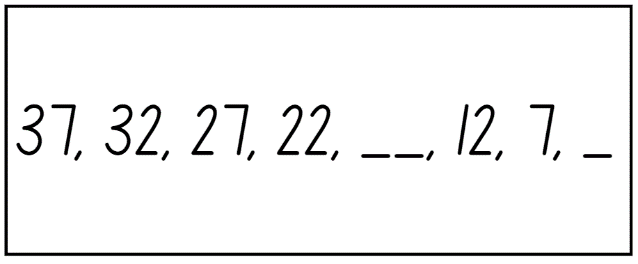 37, 32, 27, 22, __, 12, 7, _